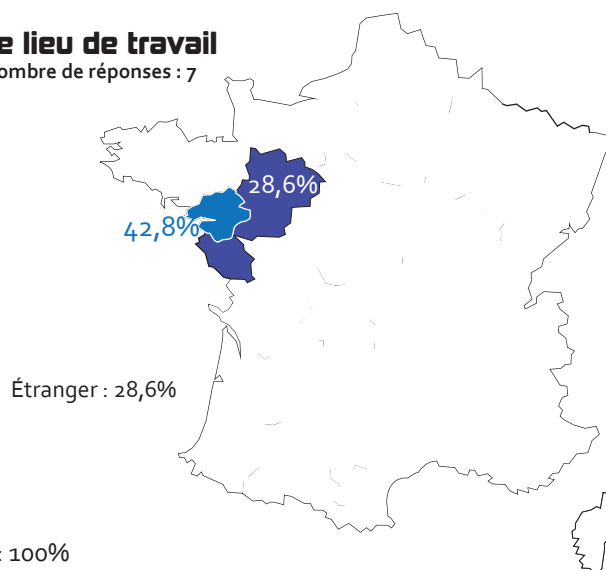 e lieu de travail
ombre de réponses : 7
28,6%
42,8%
Étranger : 28,6%
: 100%